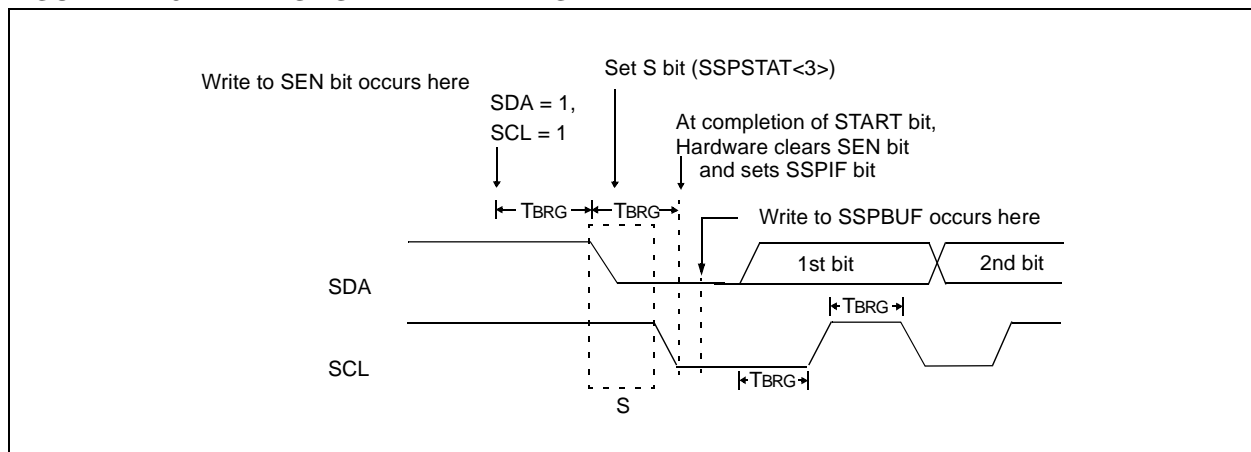 Write to SEN bit occurs here
Set S bit (SSPSTAT<3>)
SDA = 1,
SCL = 1
At completion of START bit,
Hardware clears SEN bit
and sets SSPIF bit
TBRG
TBRG
Write to SSPBUF occurs here
SDA
1st bit
2nd bit
TBRG
SCL
TBRG
S